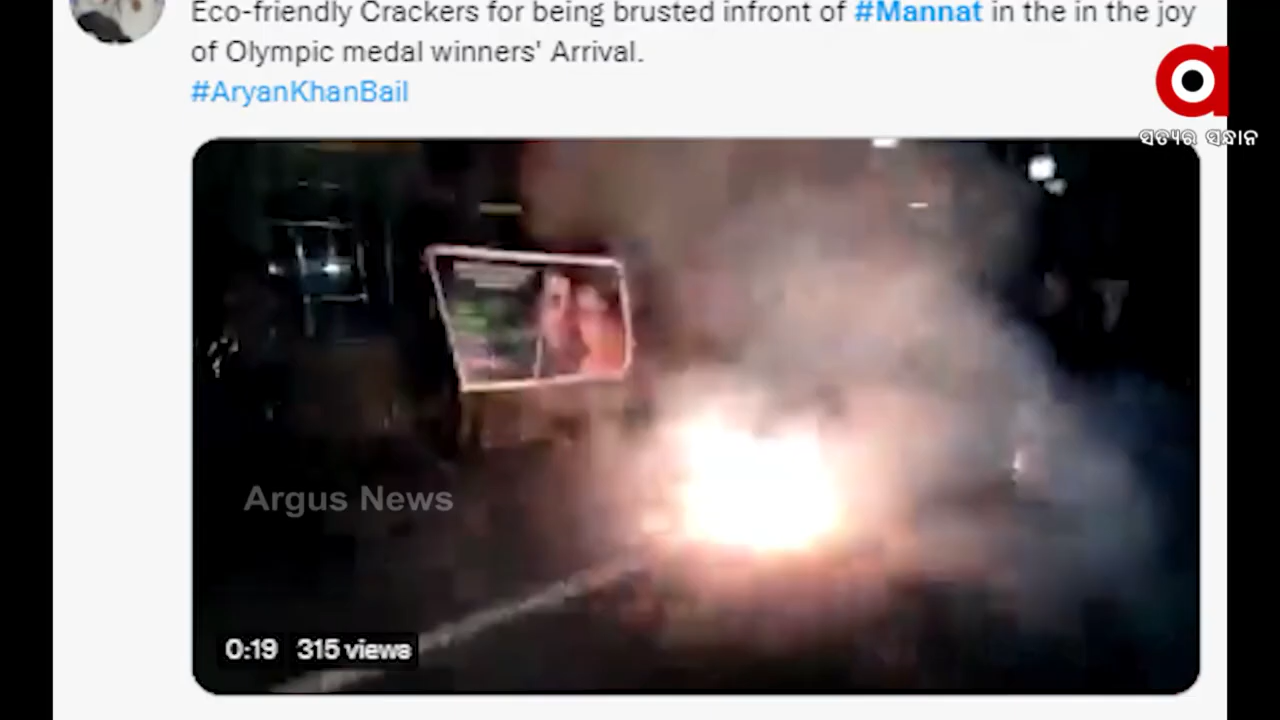 Eco-friendly Crackers for being brusted infront of #Mannat in the in the joy
of Olympic medal winners' Arrival.
#AryanKhanBail
ସତ୍ୟର ସନ୍ଧାନ
Argus News
0:19 315 views